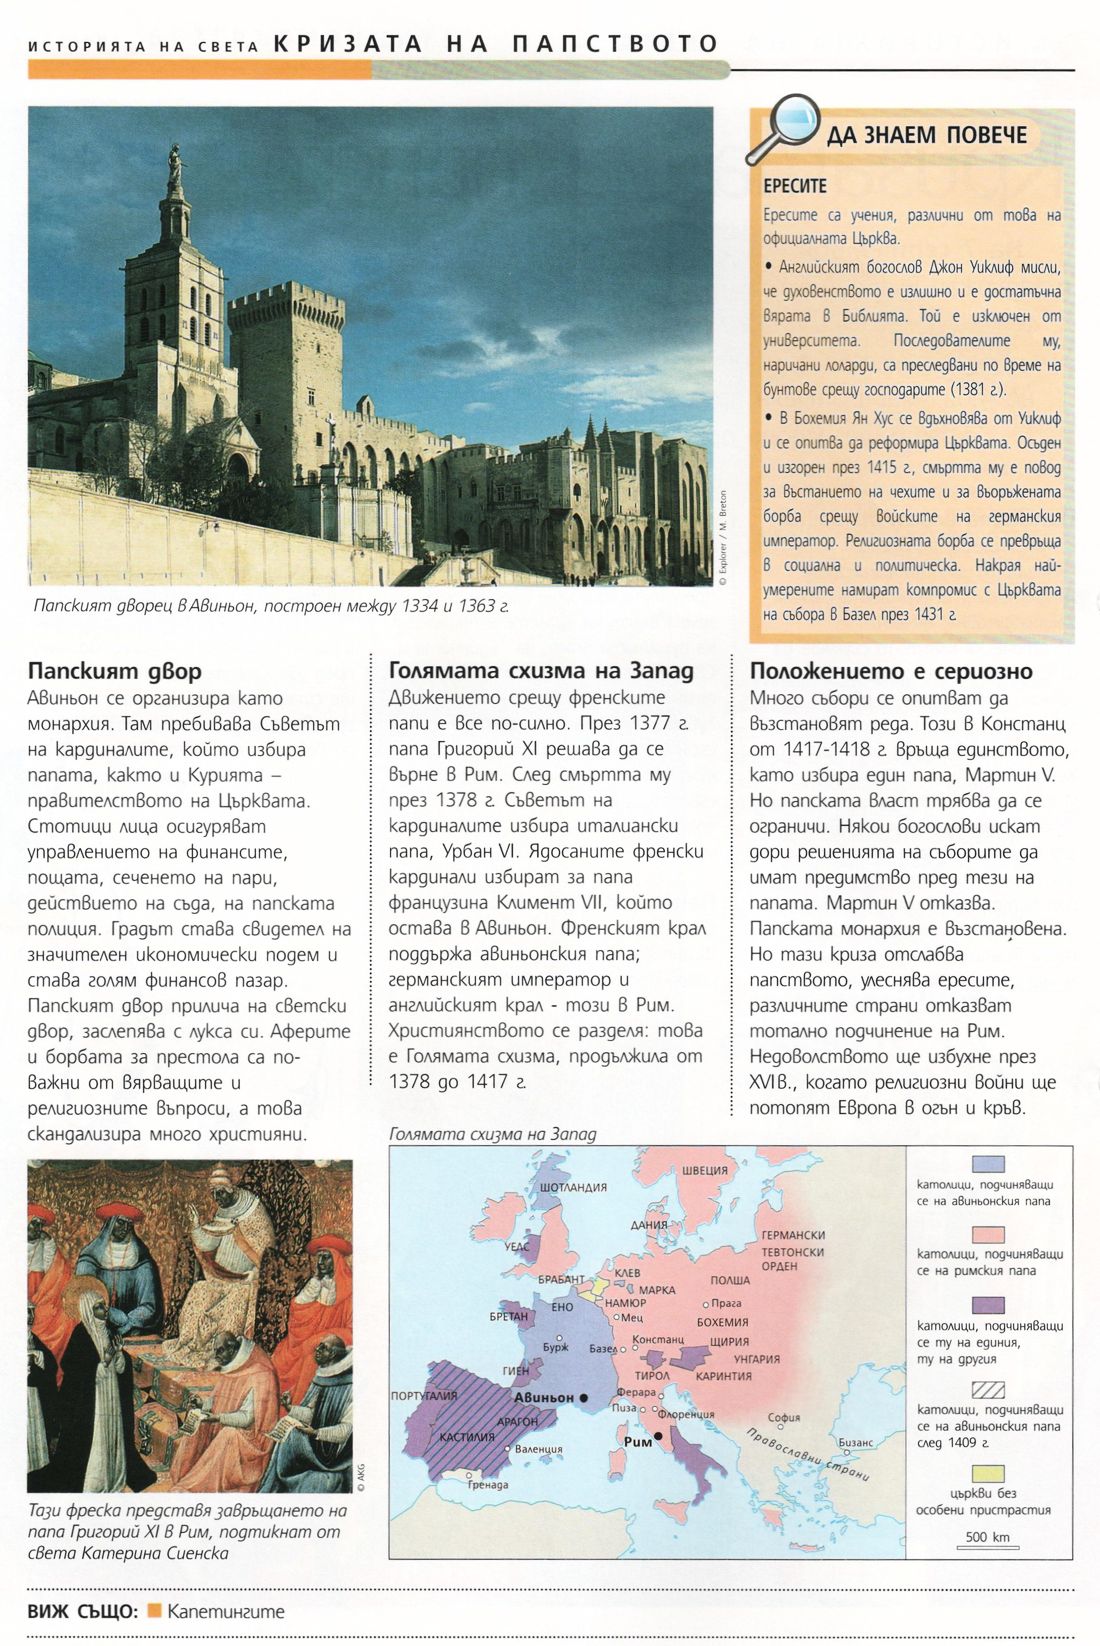 ИСТОРИЯТА НА СВЕТА КРИЗАТА НА ПАПСТВОТО
© Explorer / M. Breton
Папският дворец в Авиньон, построен между 1334 и 1363 г.
ДА ЗНАЕМ ПОВЕЧЕ
ЕРЕСИТЕ
Ересите са учения, различни от това на
официалната Църква.
• Английският богослов Джон Уиклиф мисли,
че духовенството е излишно и е достатъчна
вярата в Библията. Той е изключен от
университета. Последователите му,
наричани лоларди, са преследвани по време на
бунтове срещу господарите (1381 г.).
• В Бохемия Ян Хус се вдъхновява от Уиклиф
и се опитва да реформира Църквата. Осъден
и изгорен през 1415 г., смъртта му е повод
за въстанието на чехите и за въоръжената
борба срещу войските на германския
император. Религиозната борба се превръща
в социална и политическа. Накрая най-
умерените намират компромис с Църквата
на събора в Базел през 1431 г.
Папският двор
Авиньон се организира като
монархия. Там пребивава Съветът
на кардиналите, който избира
папата, както и Курията –
правителството на Църквата.
Стотици лица осигуряват
управлението на финансите,
пощата, сеченето на пари,
действието на съда, на папската
полиция. Градът става свидетел на
значителен икономически подем и
става голям финансов пазар.
Папският двор прилича на светски
двор, заслепява с лукса си. Аферите
и борбата за престола са по-
важни от вярващите и
религиозните въпроси, а това
скандализира много християни.
© AKG
Тази фреска представя завръщането на
папа Григорий XI в Рим, подтикнат от
света Катерина Сиенска
Голямата схизма на Запад
Движението срещу френските
папи е все по-силно. През 1377 г.
папа Григорий XI решава да се
върне в Рим. След смъртта му
през 1378 г. Съветът на
кардиналите избира италиански
папа, Урбан VI. Ядосаните френски
кардинали избират за папа
французина Климент VII, който
остава в Авиньон. Френският крал
поддържа авиньонския папа;
германският император и
английският крал - този в Рим.
Християнството се разделя: това
е Голямата схизма, продължила от
1378 до 1417 г.
Положението е сериозно
Много събори се опитват да
възстановят реда. Този в Констанц
от 1417-1418 г. връща единството,
като избира един папа, Мартин V.
Но папската власт трябва да се
ограничи. Някои богослови искат
дори решенията на съборите да
имат предимство пред тези на
папата. Мартин V отказва.
Папската монархия е възстановена.
Но тази криза отслабва
папството, улеснява ересите,
различните страни отказват
тотално подчинение на Рим.
Недоволството ще избухне през
XVI в., когато религиозни войни ще
потопят Европа в огън и кръв.
Голямата схизма на Запад
ШВЕЦИЯ
ШОТЛАНДИЯ
ДАНИЯ
ГЕРМАНСКИ
ТЕВТОНСКИ
ОРДЕН
УЕЛС
КЛЕВ
БРАБАНТ
МАРКА
ПОЛША
ЕНО
НАМЮР
Прага
БРЕТАН
Мец
БОХЕМИЯ
Бурж
Базел
Констанц
ЩИРИЯ
УНГАРИЯ
ГИЕН
ТИРОЛ
КАРИНТИЯ
ПОРТУГАЛИЯ
Авиньон
Ферара
Пиза
Флоренция
АРАГОН
КАСТИЛИЯ
Валенция
Рим
София
Бизанс
Православни страни
Гренада
католици, подчиняващи
се на авиньонския папа
католици, подчиняващи
се на римския папа
католици, подчиняващи
се ту на единия,
ту на другия
католици, подчиняващи
се на авиньонския папа
след 1409 г.
църкви без
особени пристрастия
500 km
ВИЖ СЪЩО: Капетингите